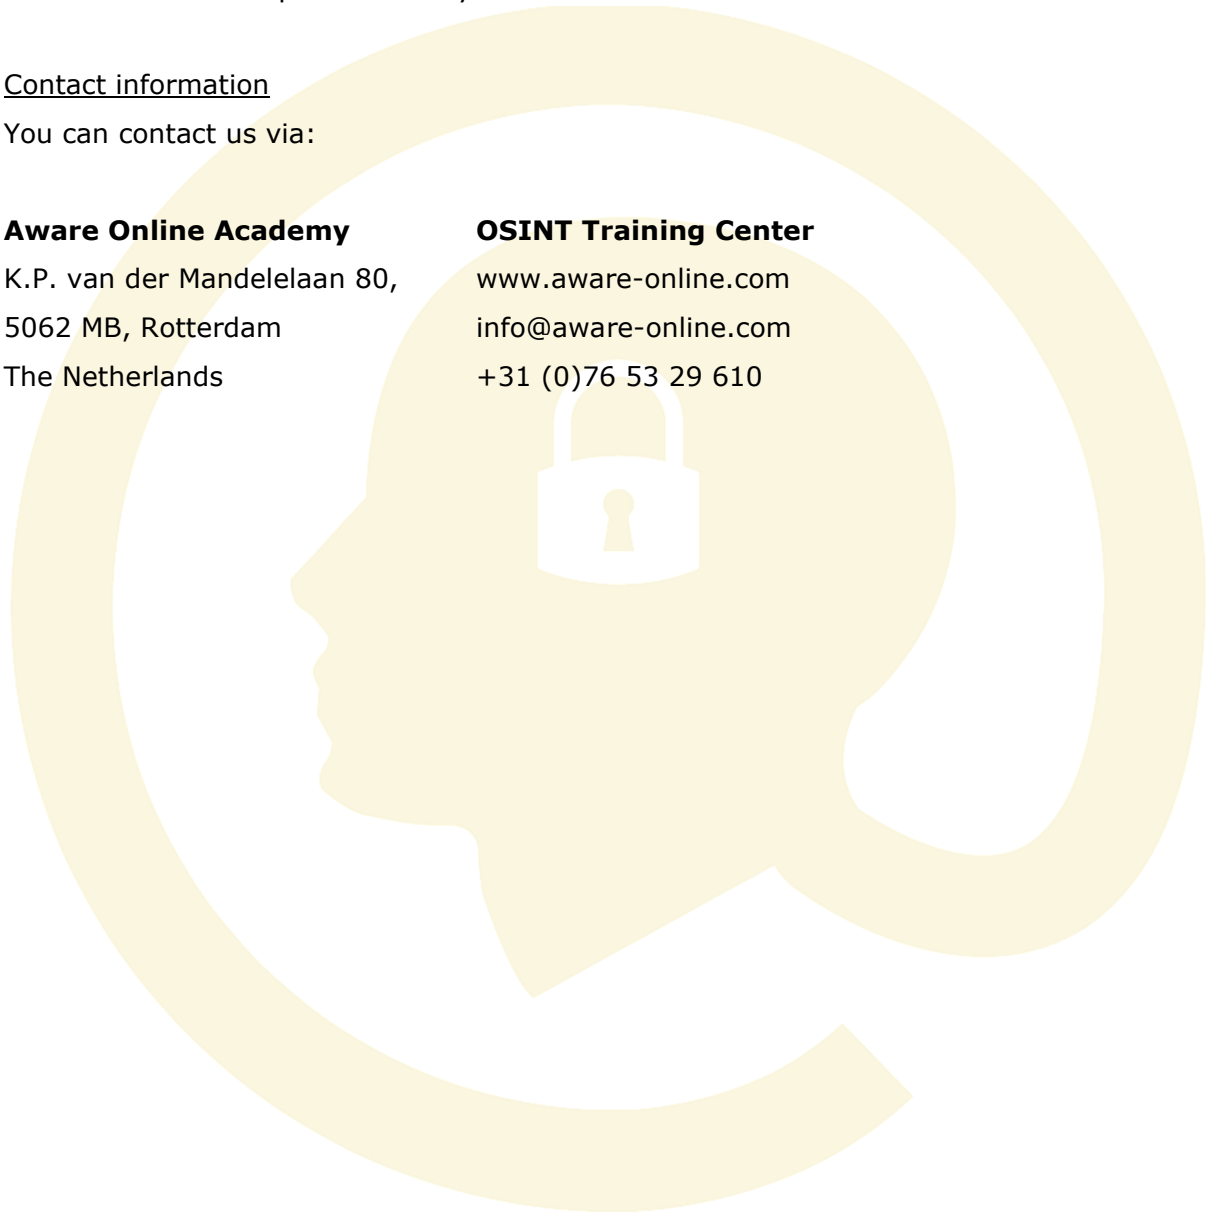 Contact information
You can contact us via:
Aware Online Academy
K.P. van der Mandelelaan 80,
5062 MB, Rotterdam
The Netherlands
OSINT Training Center
www.aware-online.com
info@aware-online.com
+31 (0)76 53 29 610